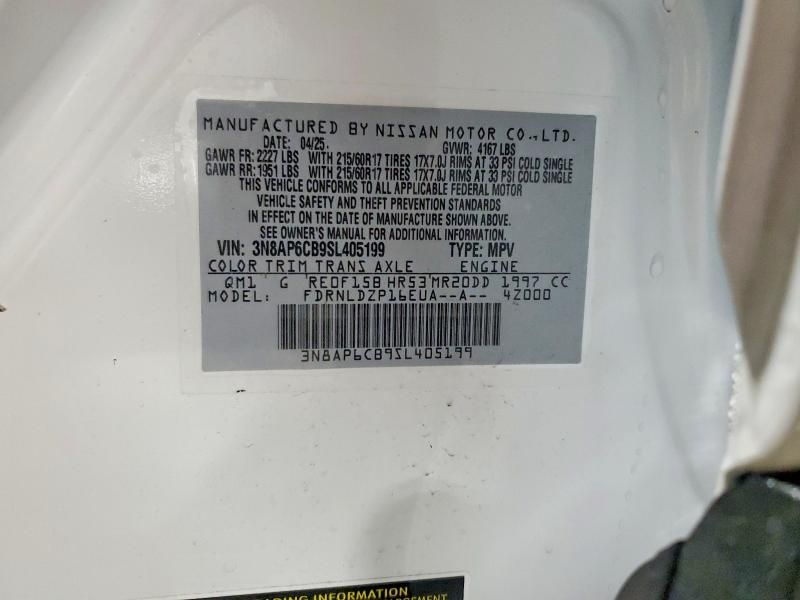 MANUFACTURED BY NISSAN MOTOR CO., LTD.
DATE: 04/25. GVWR: 4167 LBS
GAWR FR: 2227 LBS WITH 215/60R17 TIRES 17X7.0J RIMS AT 33 PSI COLD SINGLE
GAWR RR: 1951 LBS WITH 215/60R17 TIRES 17X7.0J RIMS AT 33 PSI COLD SINGLE
THIS VEHICLE CONFORMS TO ALL APPLICABLE FEDERAL MOTOR
VEHICLE SAFETY AND THEFT PREVENTION STANDARDS
IN EFFECT ON THE DATE OF MANUFACTURE SHOWN ABOVE.
SEE OWNER'S MANUAL FOR ADDITIONAL INFORMATION.
VIN: 3N8AP6CB9SL405199 TYPE: MPV
COLOR TRIM TRANS AXLE ENGINE
QM1 G RE0F15B HR53 MR20DD 1997 CC
MODEL: FDRNLDZP16EUA--A-- 4Z000
3N8AP6CB9SL405199
INFORMATION